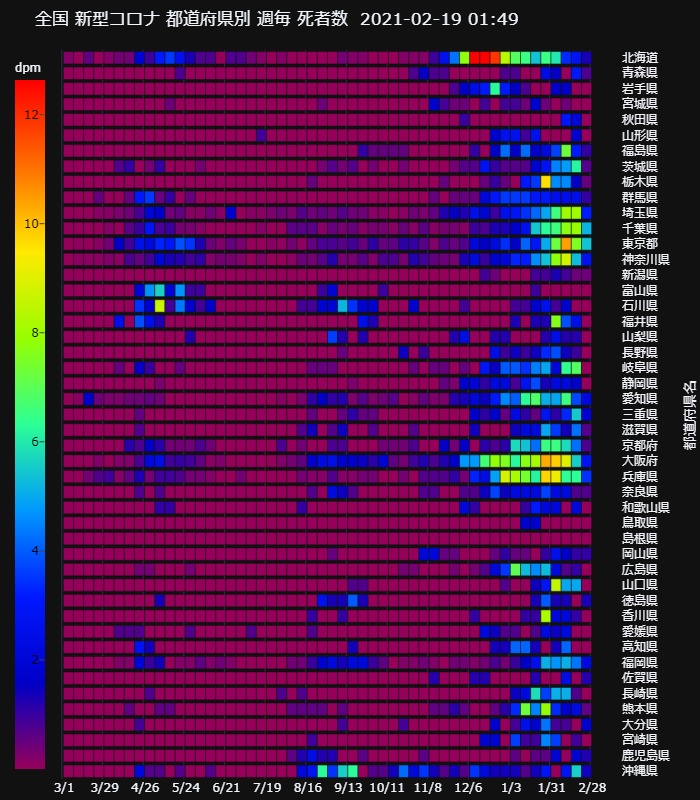 全国 新型コロナ 都道府県別 週毎 死者数 2021-02-19 01:49
dpm
12
10
8
6
4
2
北海道
青森県
岩手県
宮城県
秋田県
山形県
福島県
茨城県
栃木県
群馬県
埼玉県
千葉県
東京都
神奈川県
新潟県
富山県
石川県
福井県
山梨県
長野県
岐阜県
静岡県
愛知県
三重県
滋賀県
京都府
大阪府
兵庫県
奈良県
和歌山県
鳥取県
島根県
岡山県
広島県
山口県
徳島県
香川県
愛媛県
高知県
福岡県
佐賀県
長崎県
熊本県
大分県
宮崎県
鹿児島県
沖縄県
都道府県名
3/1 3/29 4/26 5/24 6/21 7/19 8/16 9/13 10/11 11/8 12/6 1/3 1/31 2/28